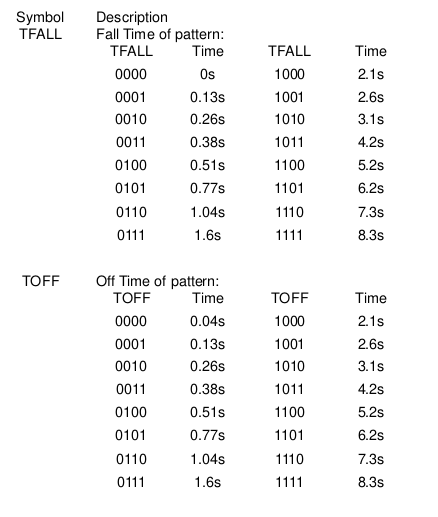 Symbol Description
TFALL Fall Time of pattern:
TFALL Time TFALL Time
0000 0s 1000 2.1s
0001 0.13s 1001 2.6s
0010 0.26s 1010 3.1s
0011 0.38s 1011 4.2s
0100 0.51s 1100 5.2s
0101 0.77s 1101 6.2s
0110 1.04s 1110 7.3s
0111 1.6s 1111 8.3s
TOFF Off Time of pattern:
TOFF Time TOFF Time
0000 0.04s 1000 2.1s
0001 0.13s 1001 2.6s
0010 0.26s 1010 3.1s
0011 0.38s 1011 4.2s
0100 0.51s 1100 5.2s
0101 0.77s 1101 6.2s
0110 1.04s 1110 7.3s
0111 1.6s 1111 8.3s